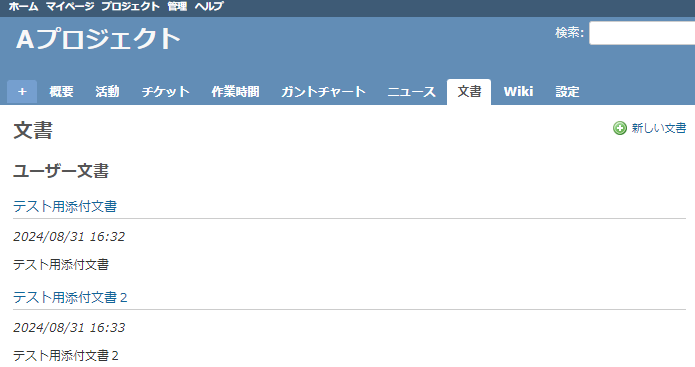 ホーム マイページ プロジェクト 管理 ヘルプ
Aプロジェクト
検索:
+ 概要 活動 チケット 作業時間 ガントチャート ニュース 文書 Wiki 設定
文書
新しい文書
ユーザー文書
テスト用添付文書
2024/08/31 16:32
テスト用添付文書
テスト用添付文書２
2024/08/31 16:33
テスト用添付文書２